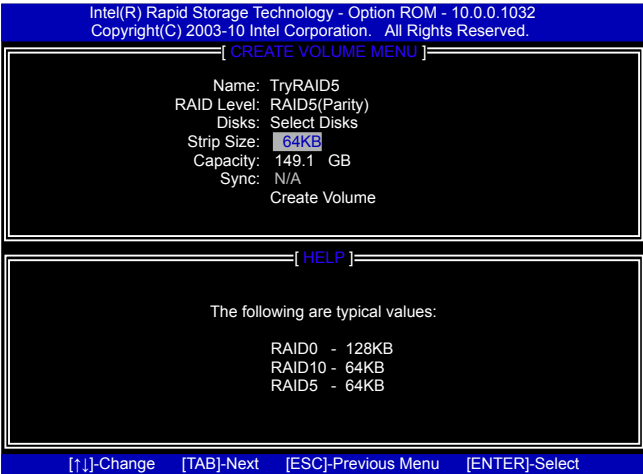 Intel(R) Rapid Storage Technology - Option ROM - 10.0.0.1032
Copyright(C) 2003-10 Intel Corporation. All Rights Reserved.
[ CREATE VOLUME MENU ]
Name: TryRAID5
RAID Level: RAID5(Parity)
Disks: Select Disks
Strip Size: 64KB
Capacity: 149.1 GB
Sync: N/A
Create Volume
[ HELP ]
The following are typical values:
RAID0 - 128KB
RAID10 - 64KB
RAID5 - 64KB
[↑↓]-Change [TAB]-Next [ESC]-Previous Menu [ENTER]-Select